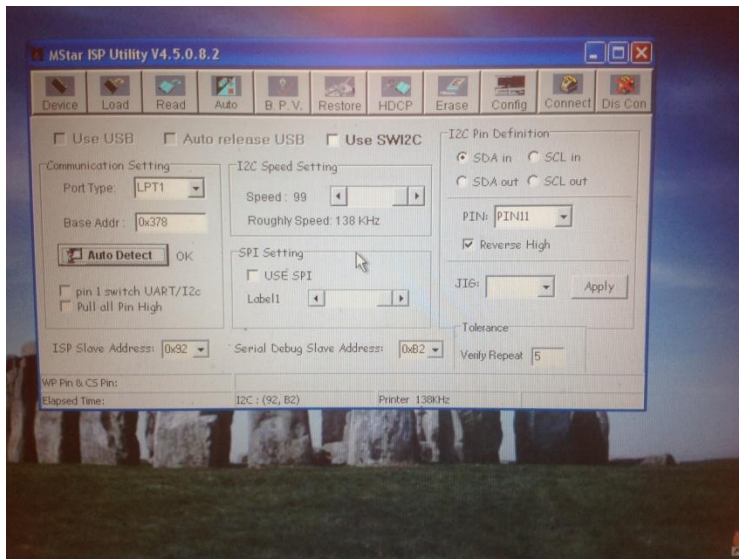 MStar ISP Utility V4.5.0.8.2
Device Load Read Auto B. P. V. Restore HDCP Erase Config Connect Dis Con
Use USB Auto release USB Use SWI2C
I2C Pin Definition
SDA in SCL in
SDA out SCL out
PIN: PIN11
Reverse High
JIG: Apply
Communication Setting
Port Type: LPT1
Base Addr : 0x378
Auto Detect OK
pin 1 switch UART/I2c
Pull all Pin High
I2C Speed Setting
Speed : 99
Roughly Speed: 138 KHz
SPI Setting
USE SPI
Label1
ISP Slave Address: 0x92
Serial Debug Slave Address: 0xB2
Tolerance
Verily Repeat 5
WP Pin & CS Pin:
Elapsed Time: I2C : (92, B2) Printer 138KHz